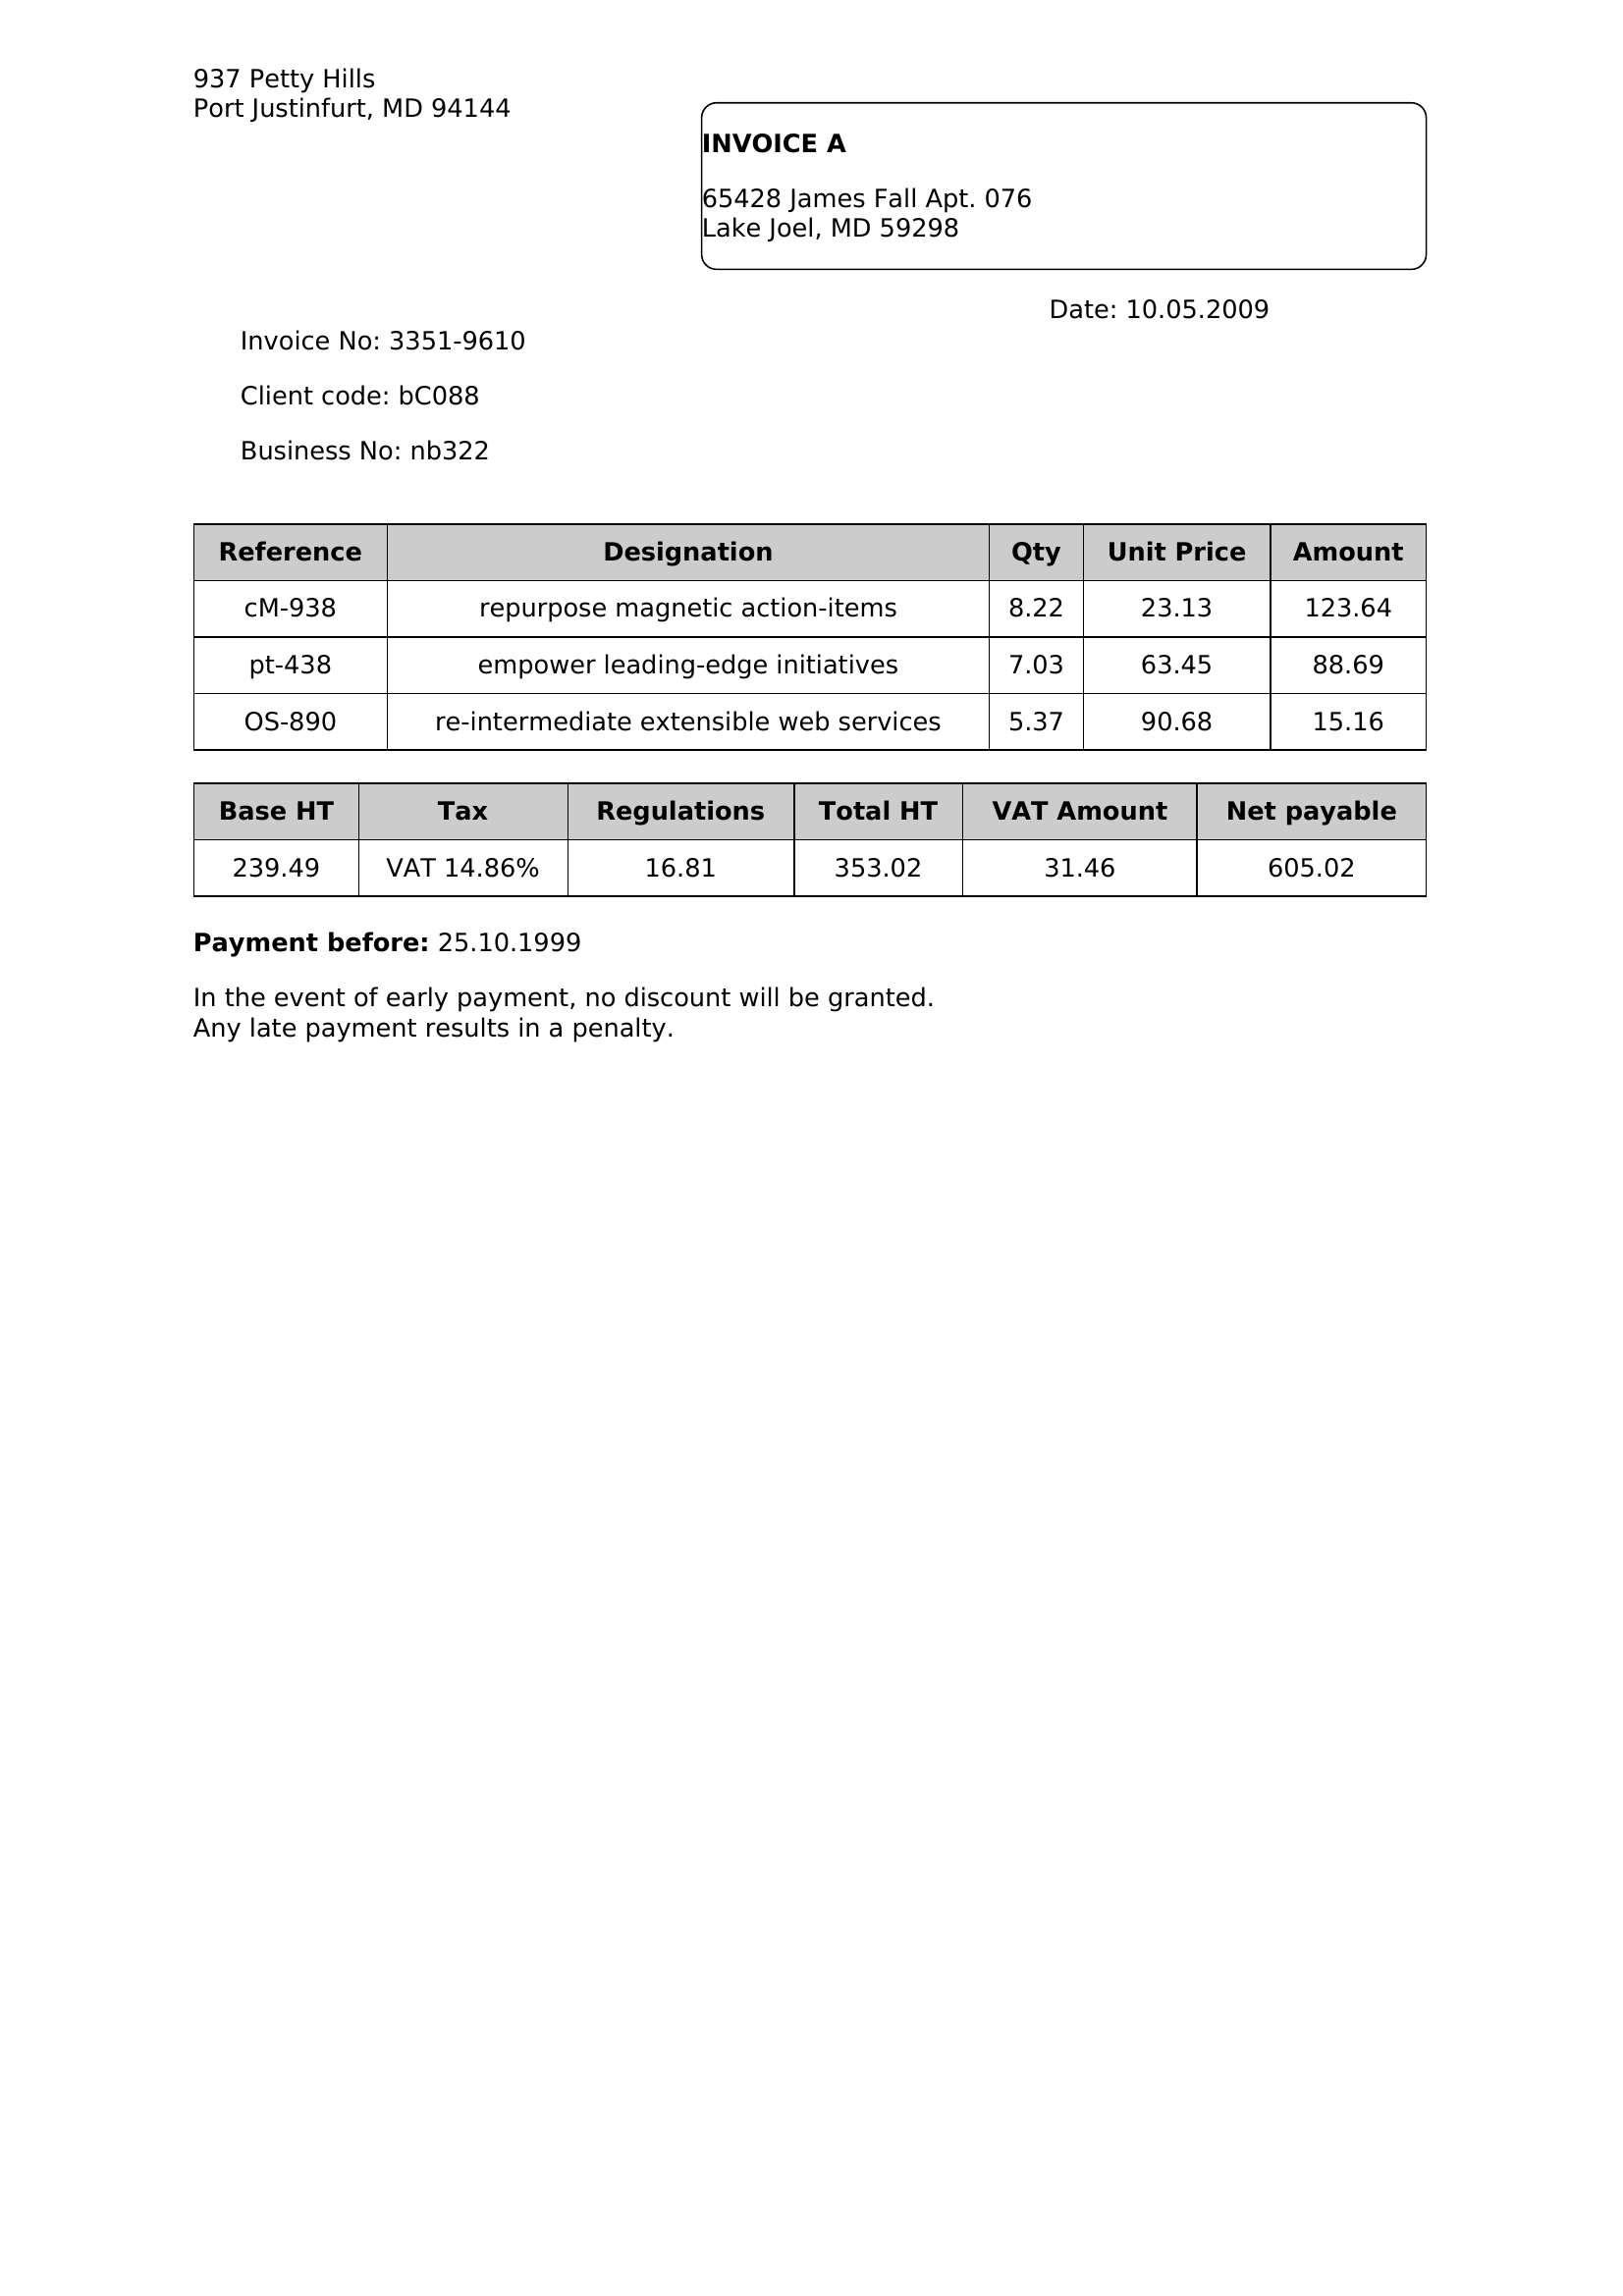 937 Petty Hills
Port Justinfurt, MD 94144
INVOICE A
65428 James Fall Apt. 076
Lake Joel, MD 59298
Date: 10.05.2009
Invoice No: 3351-9610
Client code: bC088
Business No: nb322
Reference Designation Qty Unit Price Amount
cM-938 repurpose magnetic action-items 8.22 23.13 123.64
pt-438 empower leading-edge initiatives 7.03 63.45 88.69
OS-890 re-intermediate extensible web services 5.37 90.68 15.16
Base HT Tax Regulations Total HT VAT Amount Net payable
239.49 VAT 14.86% 16.81 353.02 31.46 605.02
Payment before: 25.10.1999
In the event of early payment, no discount will be granted.
Any late payment results in a penalty.